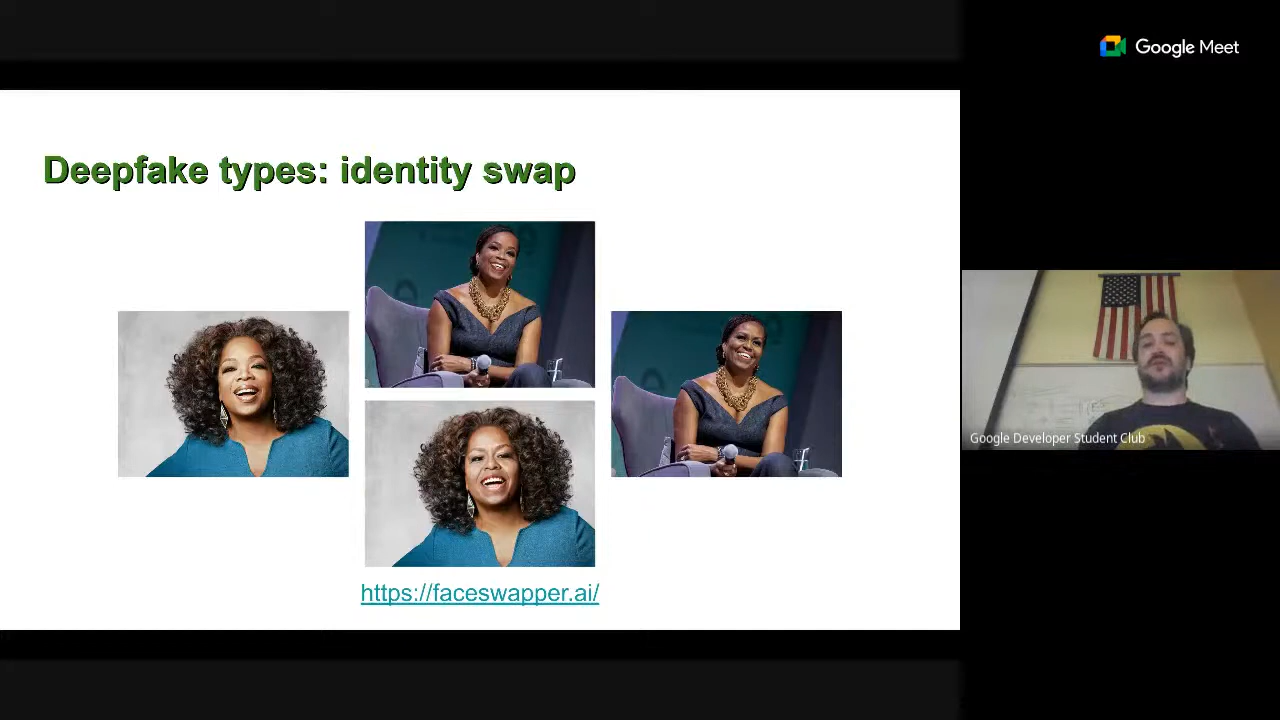 Google Meet
Deepfake types: identity swap
https://faceswapper.ai/
Google Developer Student Club